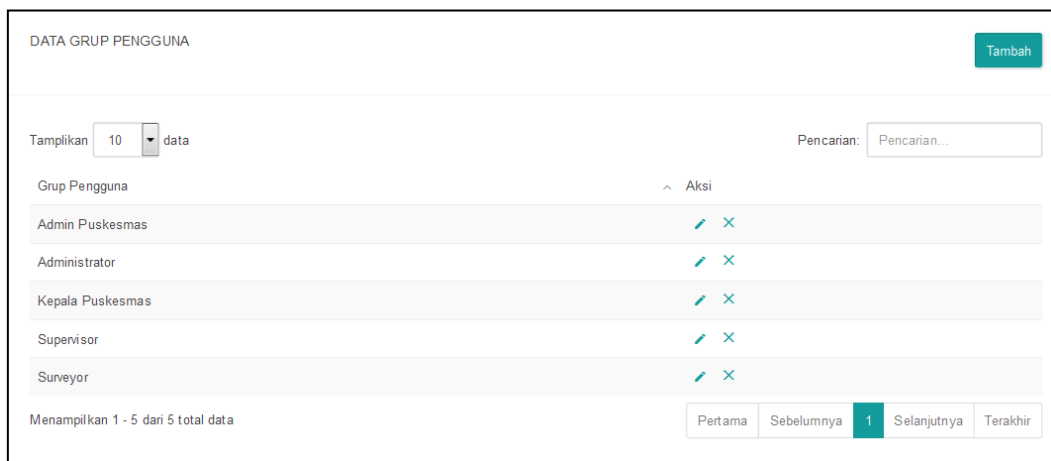 DATA GRUP PENGGUNA
Tambah
Tamplikan 10 data Pencarian: Pencarian...
Grup Pengguna Aksi
Admin Puskesmas
Administrator
Kepala Puskesmas
Supervisor
Surveyor
Menampilkan 1 - 5 dari 5 total data Pertama Sebelumnya 1 Selanjutnya Terakhir